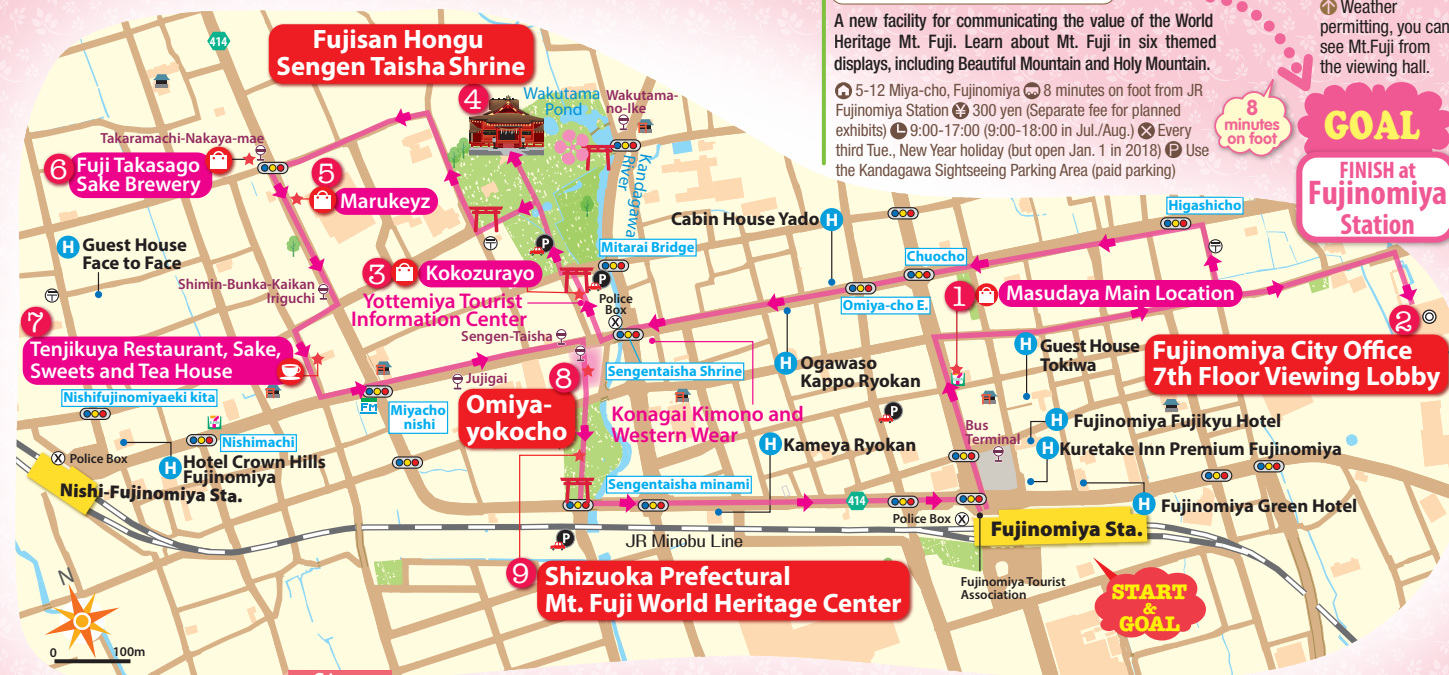 A new facility for communicating the value of the World
Heritage Mt. Fuji. Learn about Mt. Fuji in six themed
displays, including Beautiful Mountain and Holy Mountain.
5-12 Miya-cho, Fujinomiya 8 minutes on foot from JR
Fujinomiya Station 300 yen (Separate fee for planned
exhibits) 9:00-17:00 (9:00-18:00 in Jul./Aug.) Every
third Tue., New Year holiday (but open Jan. 1 in 2018) P Use
the Kandagawa Sightseeing Parking Area (paid parking)
Weather
permitting, you can
see Mt.Fuji from
the viewing hall.
8
minutes
on foot
GOAL
FINISH at
Fujinomiya
Station
414
Fujisan Hongu
Sengen Taisha Shrine
4
Wakutama
Pond
Wakutama-
no-Ike
Kandagawa
River
Takaramachi-Nakaya-mae
6 Fuji Takasago
Sake Brewery
5
Marukeyz
H Guest House
Face to Face
Shimin-Bunka-Kaikan
Iriguchi
3 Kokozurayo
P
P
Yottemiya Tourist
Information Center
Police
Box
Sengen-Taisha
Mitarai Bridge
Cabin House Yado H
Higashicho
Chuocho
Omiya-cho E.
1 Masudaya Main Location
2
Fujinomiya City Office
7th Floor Viewing Lobby
7
Tenjikuya Restaurant, Sake,
Sweets and Tea House
Jujigai
FM
Miyacho
nishi
8
Omiya-
yokocho
Sengentaisha Shrine
H Ogawaso
Kappo Ryokan
Konagai Kimono and
Western Wear
P
H Kameya Ryokan
H Guest House
Tokiwa
Bus
Terminal
H Fujinomiya Fujikyu Hotel
H Kuretake Inn Premium Fujinomiya
H Fujinomiya Green Hotel
Nishifujinomiyaeki kita
Nishimachi
Police Box
H Hotel Crown Hills
Fujinomiya
Nishi-Fujinomiya Sta.
Sengentaisha minami
414
Police Box
Fujinomiya Sta.
JR Minobu Line
P
9 Shizuoka Prefectural
Mt. Fuji World Heritage Center
Fujinomiya Tourist
Association
START
&
GOAL
N
0 100m